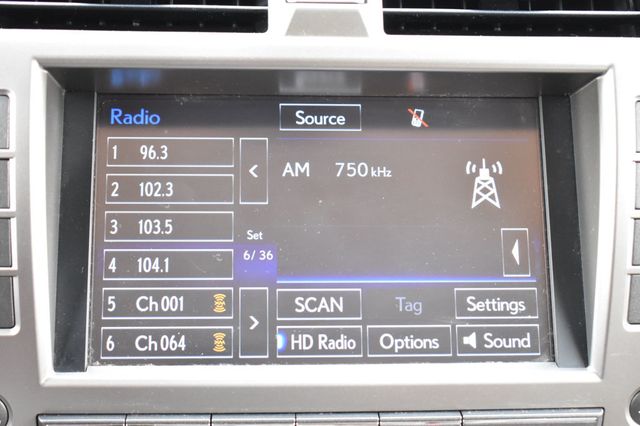 Radio
Source
1 96.3
2 102.3
3 103.5
4 104.1
5 Ch 001
6 Ch 064
<
Set
6/36
>
AM 750 kHz
SCAN
Tag
Settings
HD Radio
Options
Sound